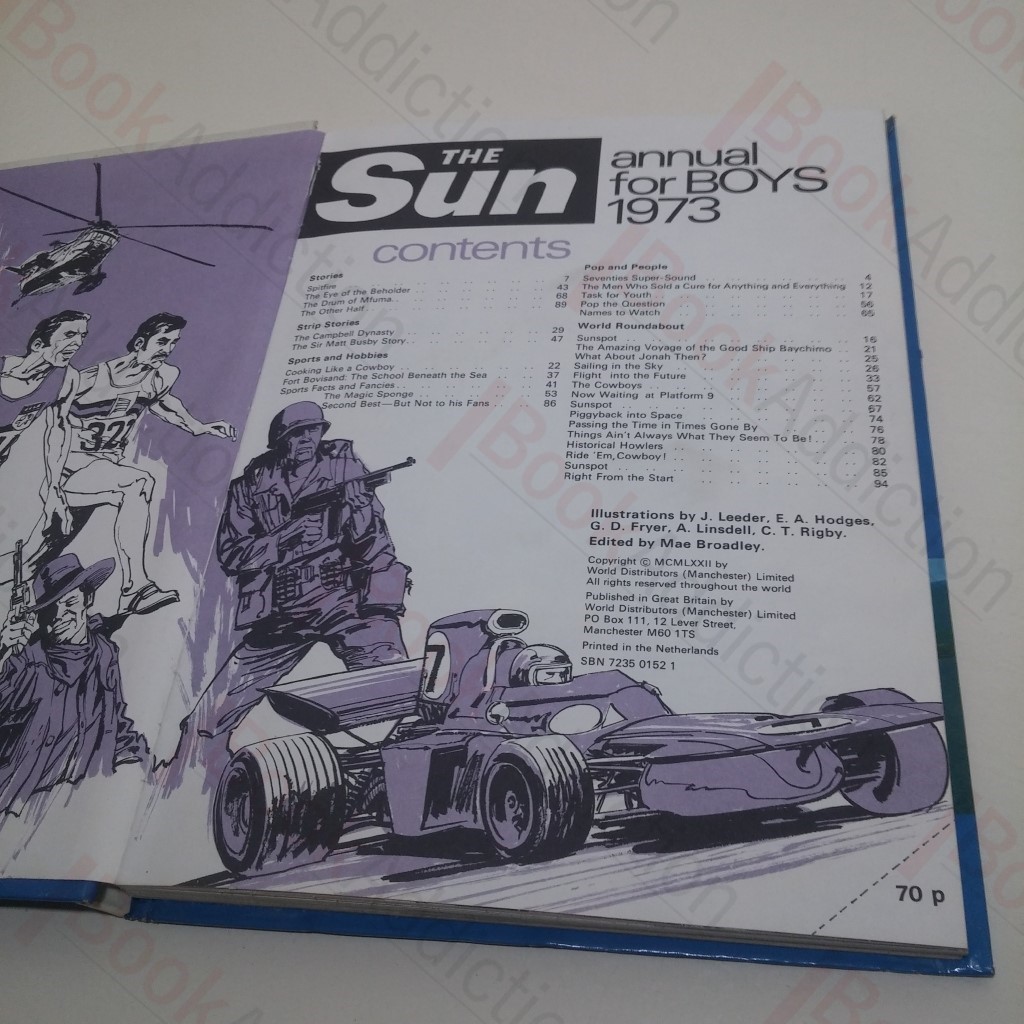 THE
Sun
annual
for BOYS
1973
contents
Stories
Spitfire 7
The Eye of the Beholder 43
The Drum of Mfuma 68
The Other Half 89
Strip Stories
The Campbell Dynasty 29
The Sir Matt Busby Story 47
Sports and Hobbies
Cooking Like a Cowboy 22
Fort Bovisand: The School Beneath the Sea 37
Sports Facts and Fancies 41
The Magic Sponge 53
Second Best—But Not to his Fans 86
Pop and People
Seventies Super-Sound 4
The Men Who Sold a Cure for Anything and Everything 12
Task for Youth 17
Pop the Question 56
Names to Watch 65
World Roundabout
Sunspot 16
The Amazing Voyage of the Good Ship Baychimo 21
What About Jonah Then? 25
Sailing in the Sky 26
Flight into the Future 33
The Cowboys 57
Now Waiting at Platform 9 62
Sunspot 67
Piggyback into Space 74
Passing the Time in Times Gone By 76
Things Ain't Always What They Seem To Be! 78
Historical Howlers 80
Ride 'Em, Cowboy! 82
Sunspot 85
Right From the Start 94
Illustrations by J. Leeder, E. A. Hodges,
G. D. Fryer, A. Linsdell, C. T. Rigby.
Edited by Mae Broadley.
Copyright © MCMLXXII by
World Distributors (Manchester) Limited
All rights reserved throughout the world
Published in Great Britain by
World Distributors (Manchester) Limited
PO Box 111, 12 Lever Street,
Manchester M60 1TS
Printed in the Netherlands
SBN 7235 0152 1
70 p
322
7
BookAddiction